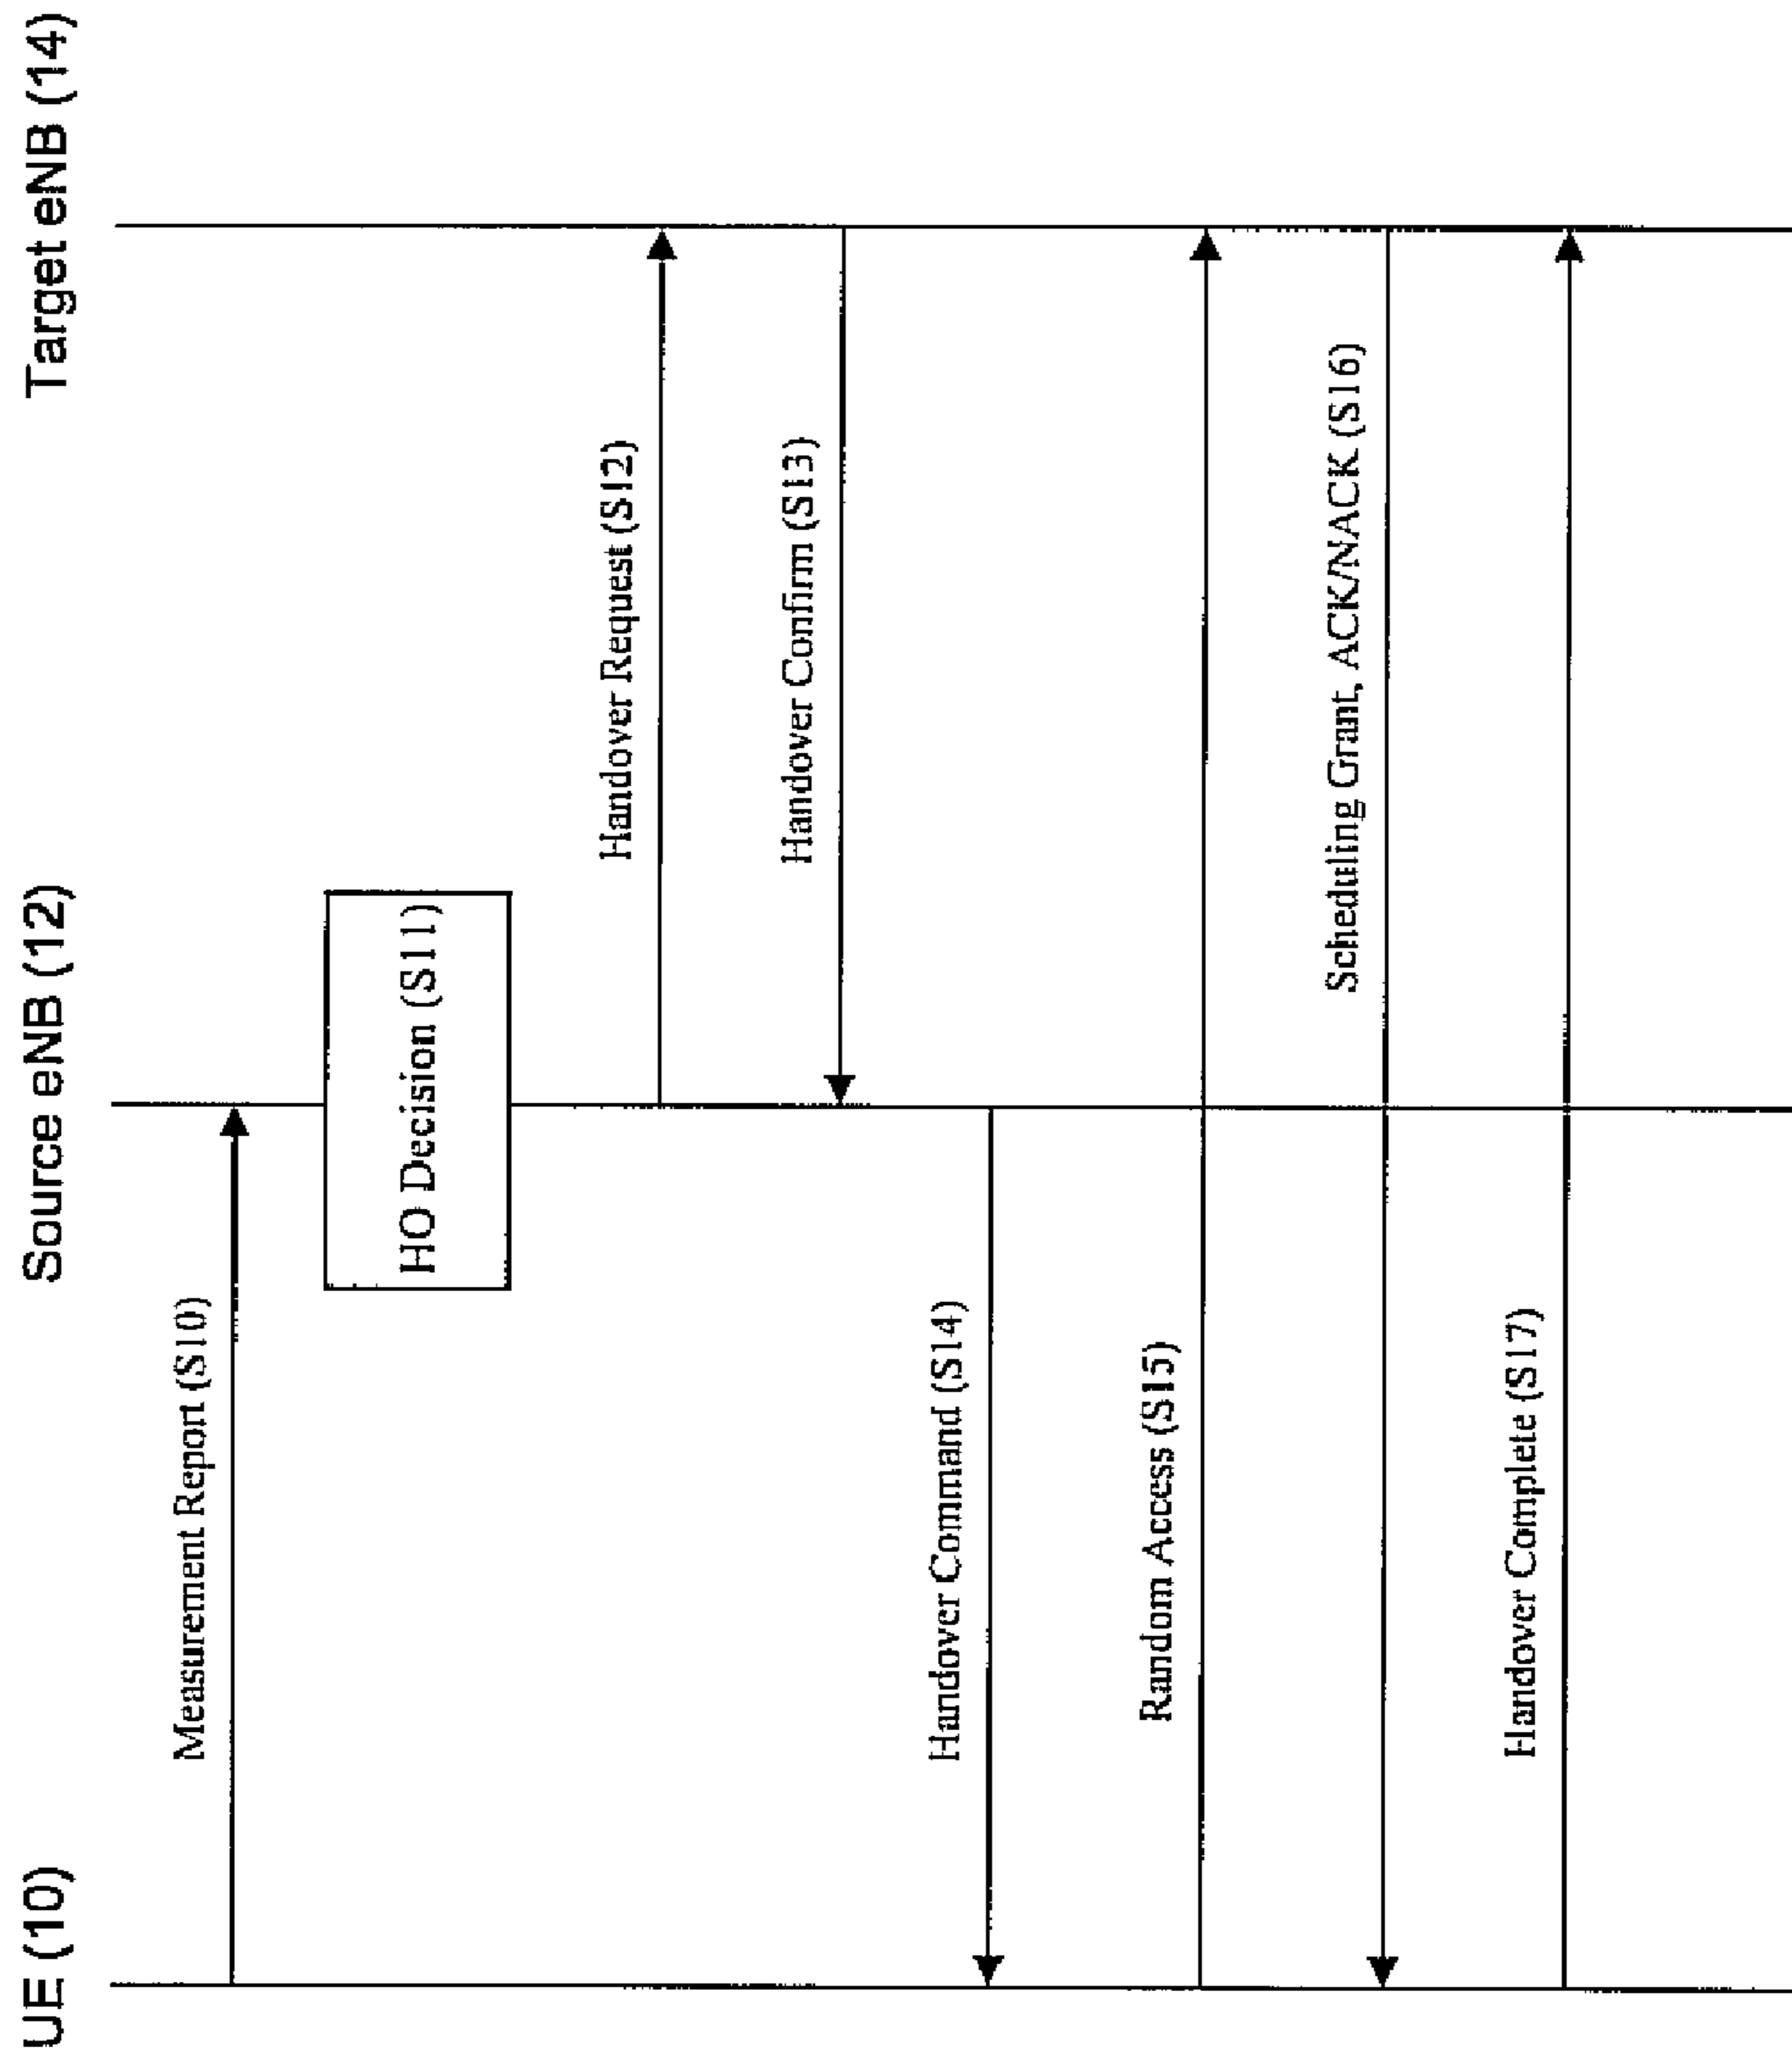 UE (10)
Source eNB (12)
Target eNB (14)
Measurement Report (S10)
HO Decision (S11)
Handover Request (S12)
Handover Confirm (S13)
Handover Command (S14)
Random Access (S15)
Scheduling Grant, ACK/NACK (S16)
Handover Complete (S17)